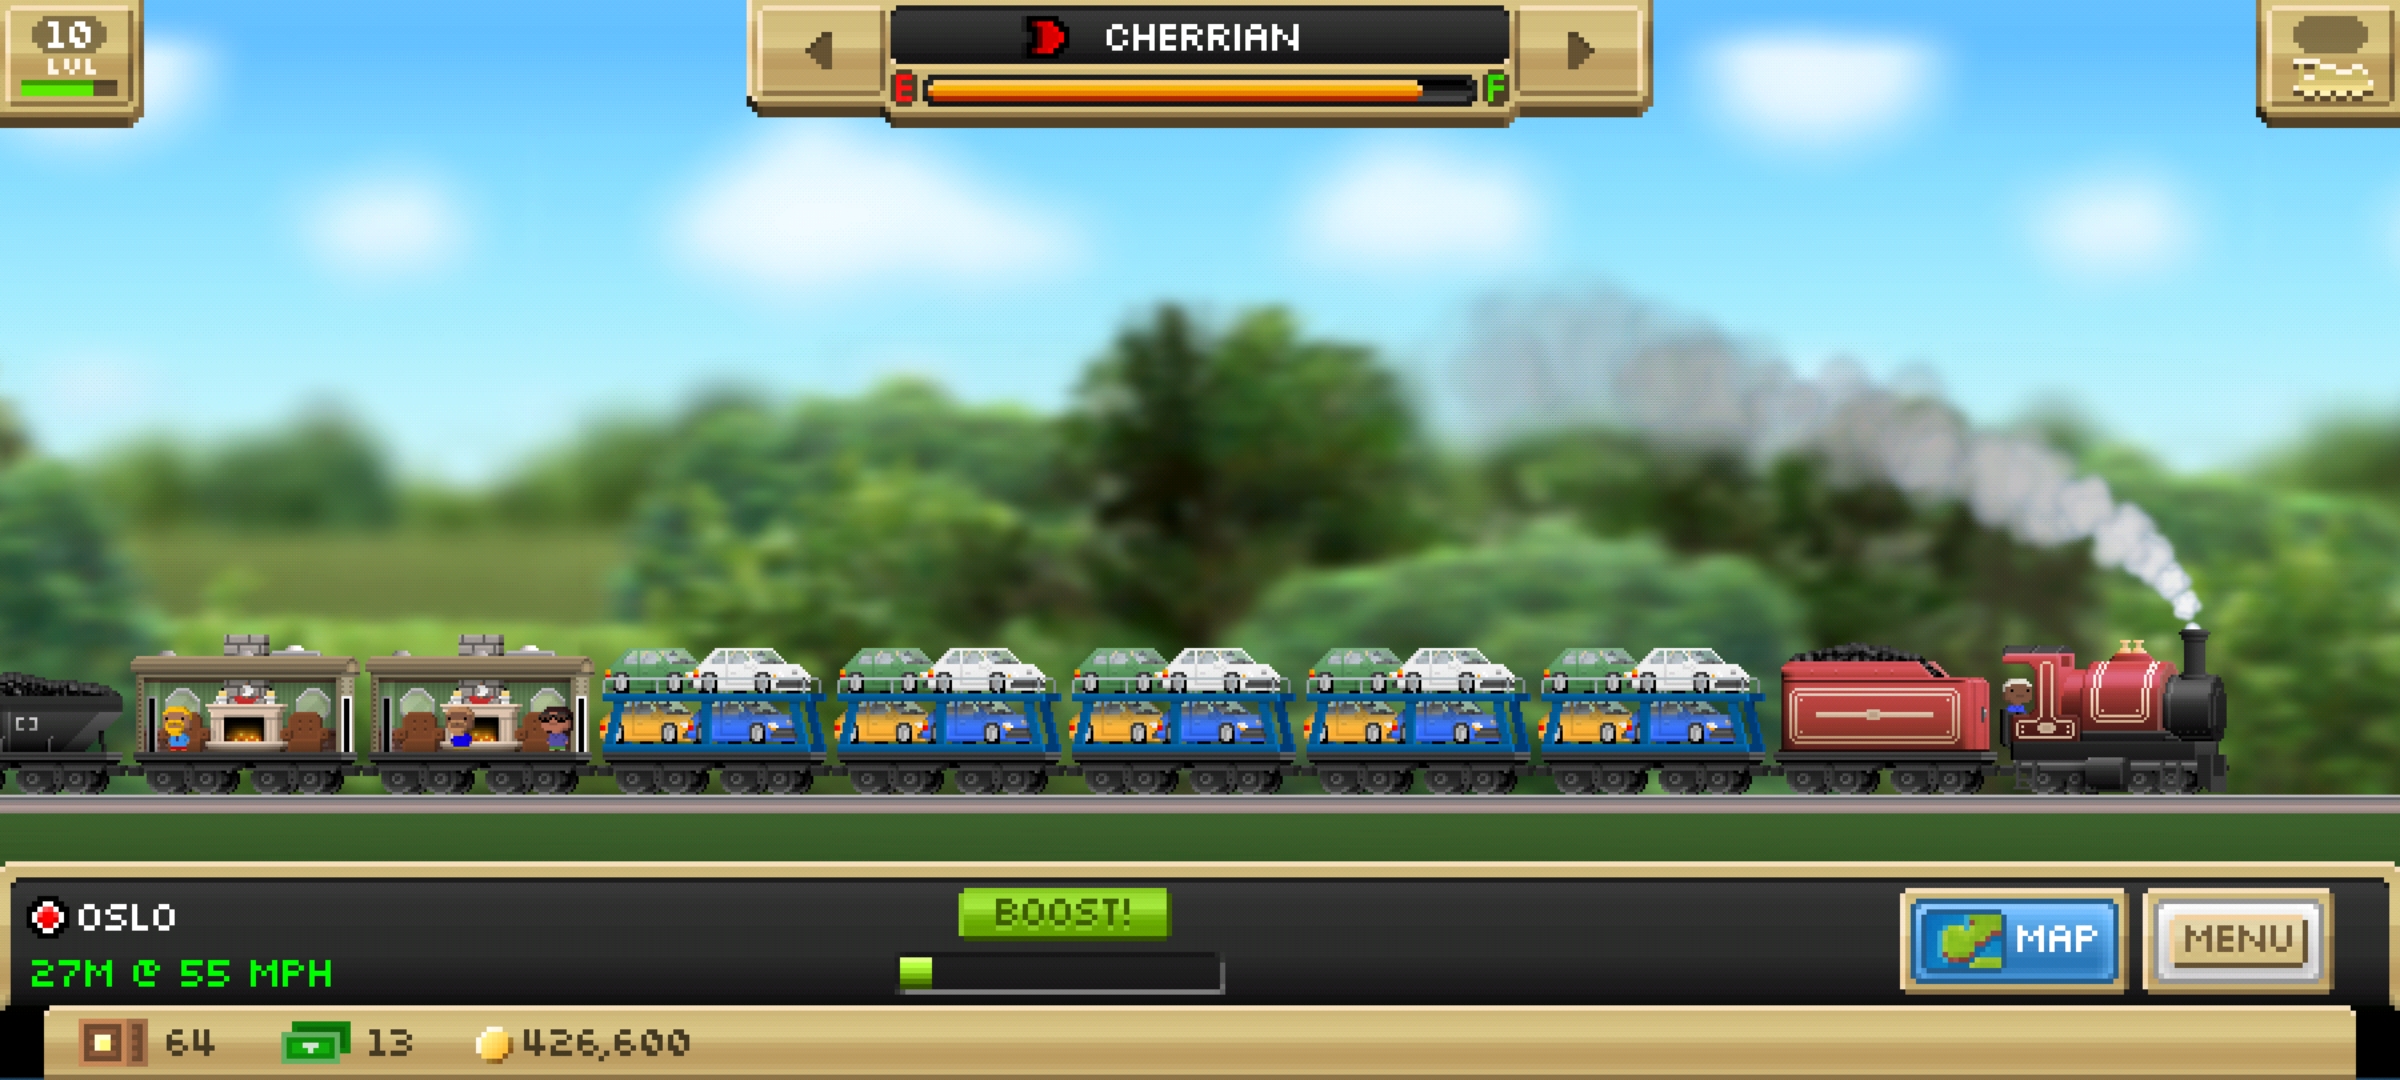 10
LVL
CHERRIAN
E F
OSLO
27M @ 55 MPH
BOOST!
MAP
MENU
64
13
426,600